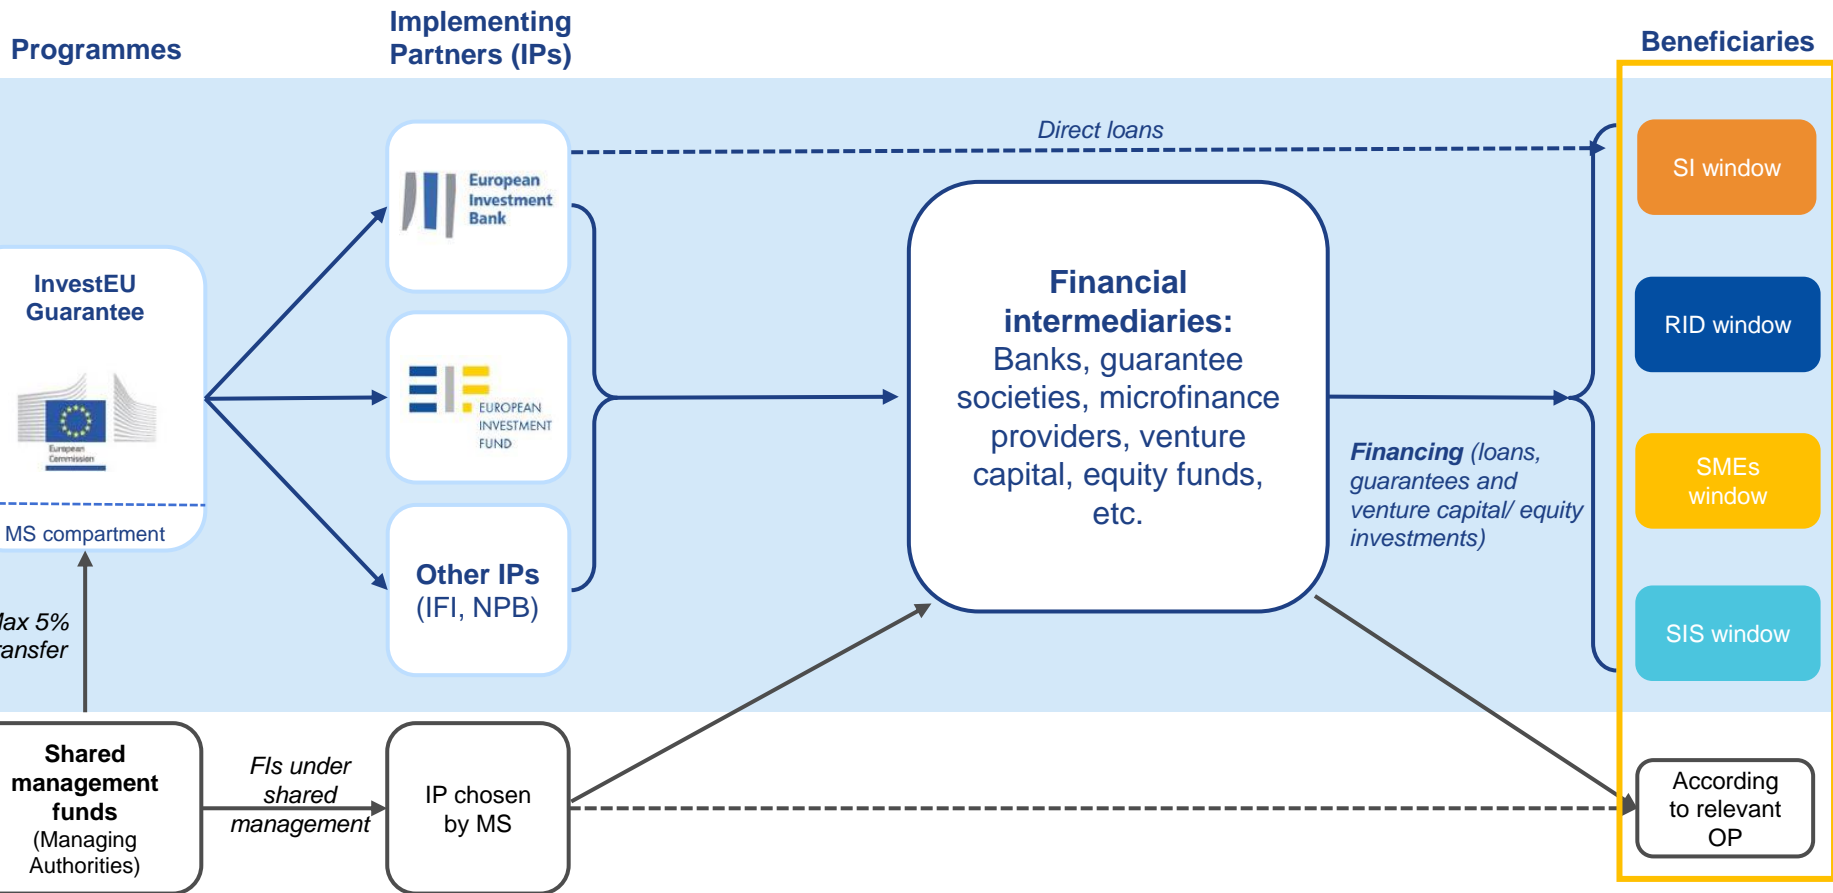 Programmes
Implementing
Partners (IPs)
Beneficiaries
InvestEU
Guarantee
European
Commission
MS compartment
5%
Shared
management
funds
(Managing
Authorities)
FIs under
shared
management
European
Investment
Bank
EIF
EUROPEAN
INVESTMENT
FUND
Other IPs
(IFI, NPB)
IP chosen
by MS
Direct loans
Financial
intermediaries:
Banks, guarantee
societies, microfinance
providers, venture
capital, equity funds,
etc.
Financing (loans,
guarantees and
venture capital/ equity
investments)
SI window
RID window
SMEs
window
SIS window
According
to relevant
OP